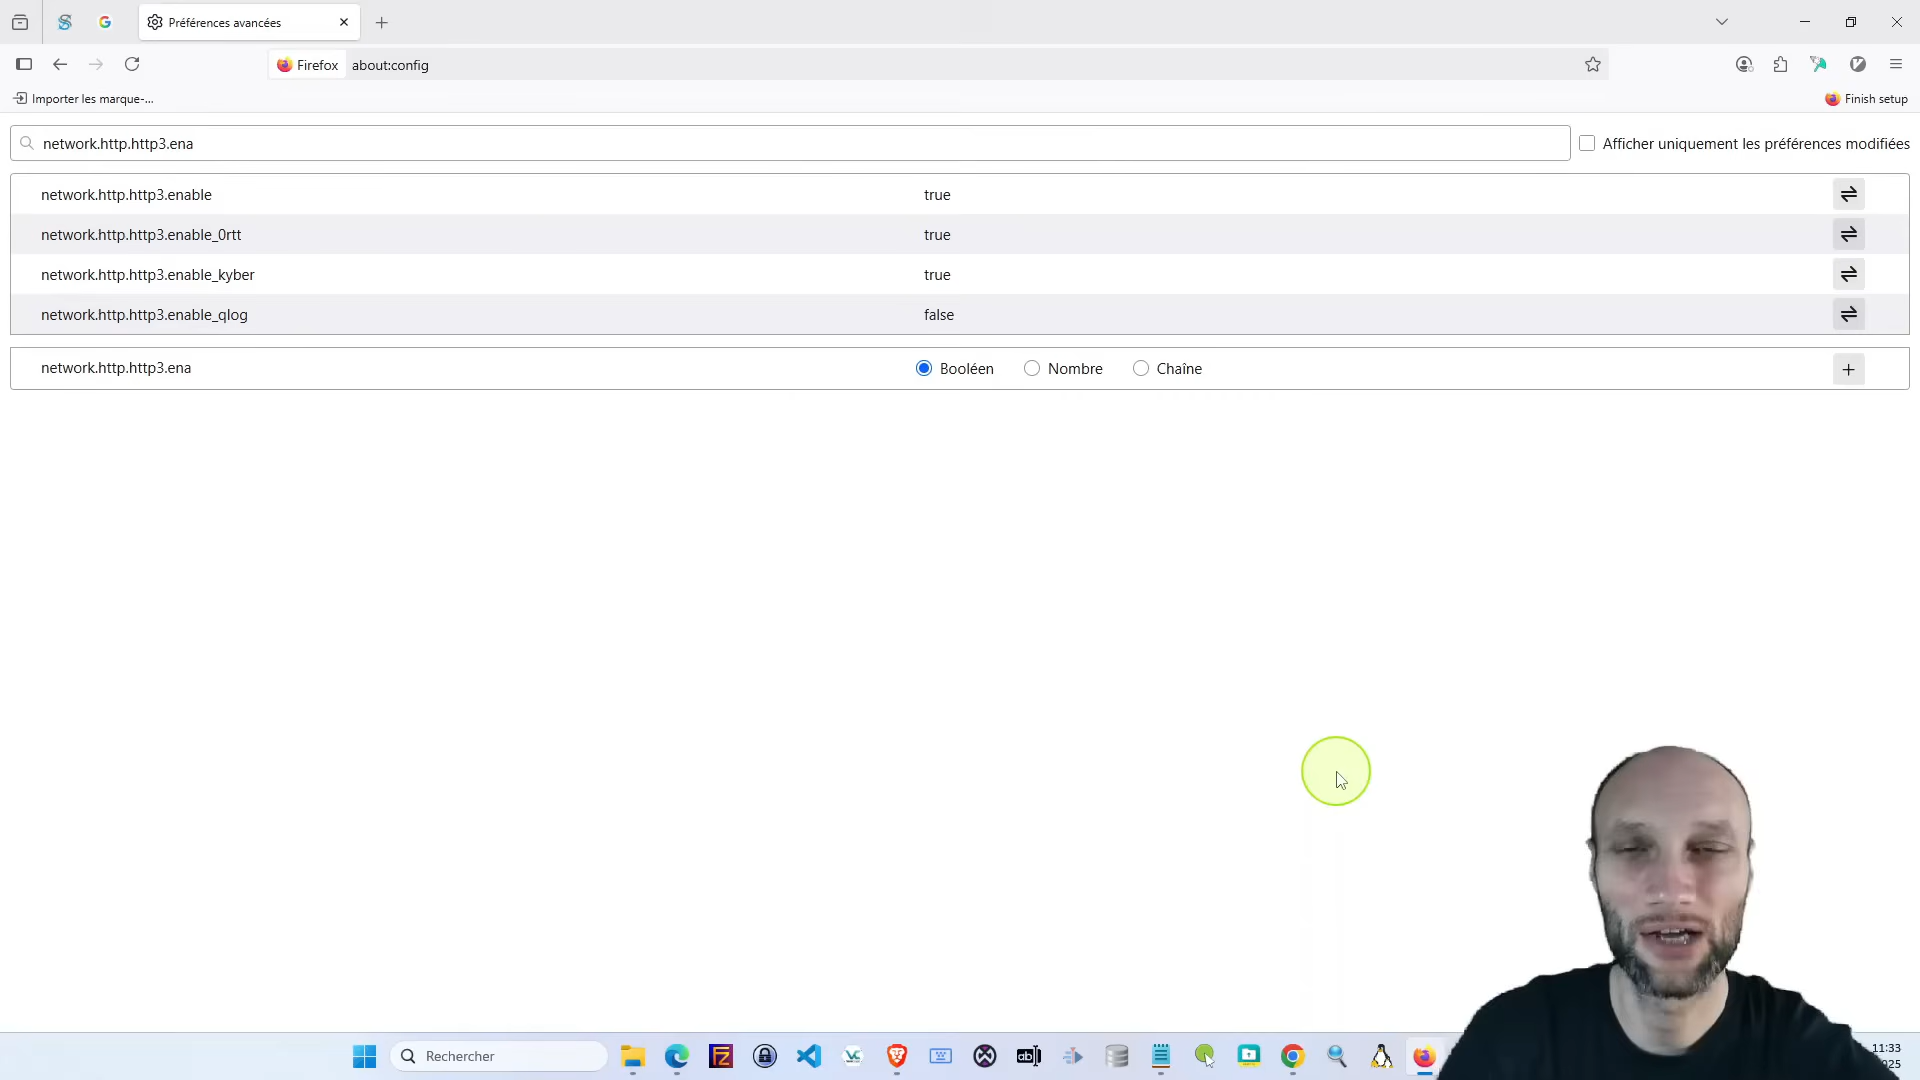 Préférences avancées
Firefox about:config
Importer les marque-...
Finish setup
network.http.http3.ena
Afficher uniquement les préférences modifiées
network.http.http3.enable true
network.http.http3.enable_0rtt true
network.http.http3.enable_kyber true
network.http.http3.enable_qlog false
network.http.http3.ena Booléen Nombre Chaîne
Rechercher
11:33
025